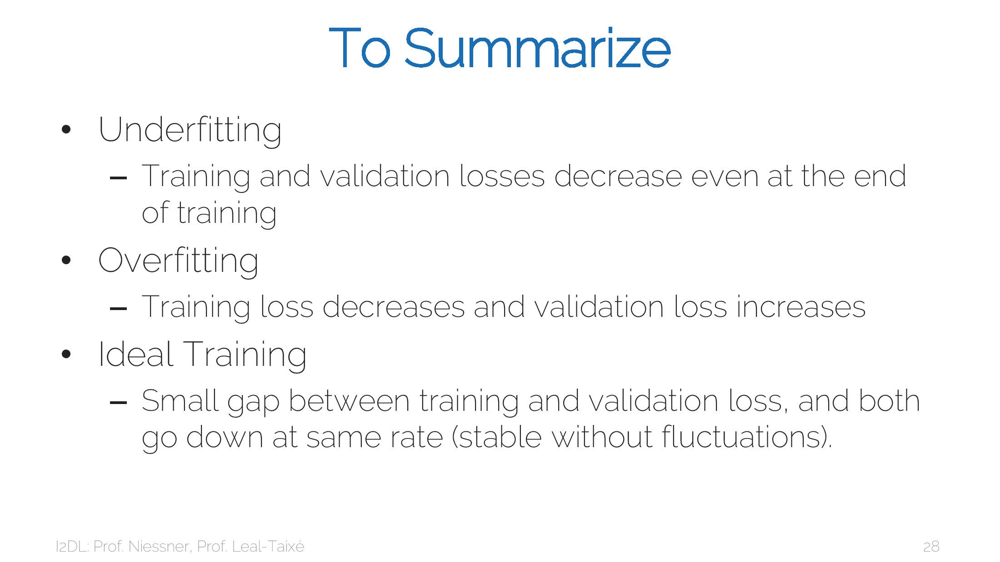 To Summarize
• Underfitting
– Training and validation losses decrease even at the end
of training
• Overfitting
– Training loss decreases and validation loss increases
• Ideal Training
– Small gap between training and validation loss, and both
go down at same rate (stable without fluctuations).
I2DL: Prof. Niessner, Prof. Leal-Taixé
28